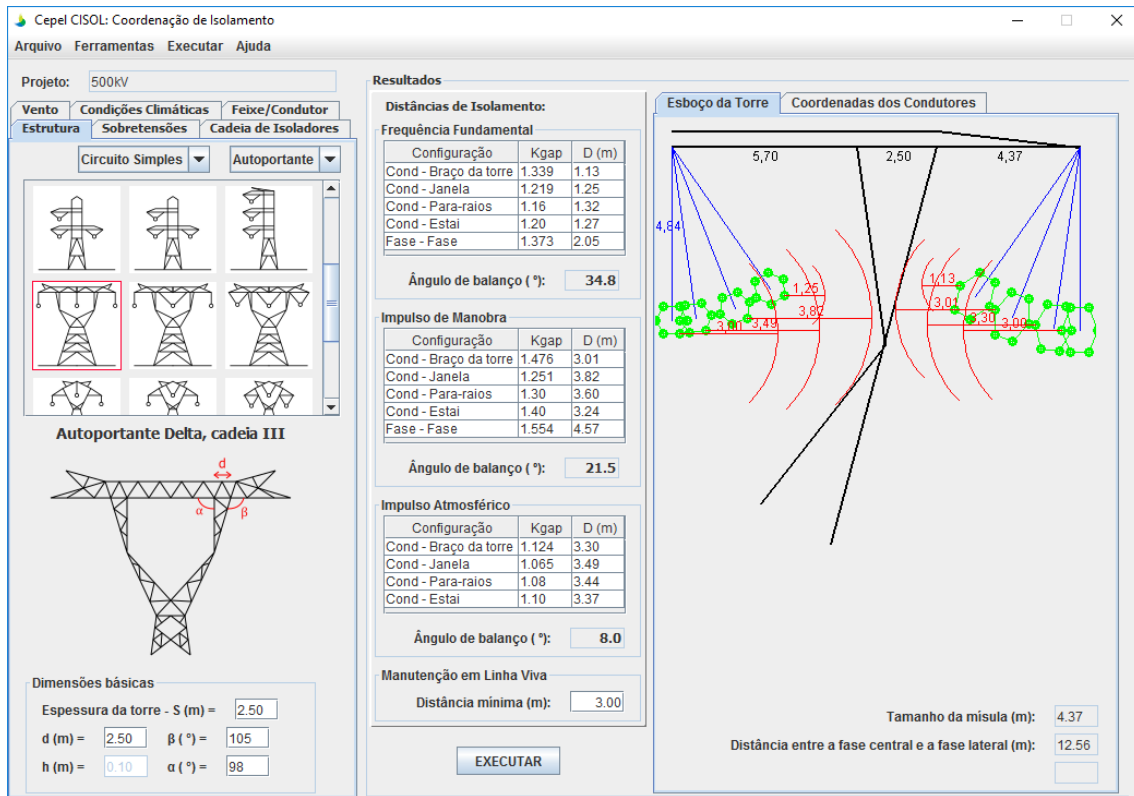 Cepel CISOL: Coordenação de Isolamento
Arquivo Ferramentas Executar Ajuda
Projeto: 500kV
Vento Condições Climáticas Feixe/Condutor
Estrutura Sobretensões Cadeia de Isoladores
Circuito Simples Autoportante
Autoportante Delta, cadeia III
d
α β
Dimensões básicas
Espessura da torre - S (m) = 2.50
d (m) = 2.50 β ( º) = 105
h (m) = 0.10 α ( º) = 98
Resultados
Distâncias de Isolamento:
Frequência Fundamental
Configuração Kgap D (m)
Cond - Braço da torre 1.339 1.13
Cond - Janela 1.219 1.25
Cond - Para-raios 1.16 1.32
Cond - Estai 1.20 1.27
Fase - Fase 1.373 2.05
Ângulo de balanço ( º): 34.8
Impulso de Manobra
Configuração Kgap D (m)
Cond - Braço da torre 1.476 3.01
Cond - Janela 1.251 3.82
Cond - Para-raios 1.30 3.60
Cond - Estai 1.40 3.24
Fase - Fase 1.554 4.57
Ângulo de balanço ( º): 21.5
Impulso Atmosférico
Configuração Kgap D (m)
Cond - Braço da torre 1.124 3.30
Cond - Janela 1.065 3.49
Cond - Para-raios 1.08 3.44
Cond - Estai 1.10 3.37
Ângulo de balanço ( º): 8.0
Manutenção em Linha Viva
Distância mínima (m): 3.00
EXECUTAR
Esboço da Torre Coordenadas dos Condutores
5,70 2,50 4,37
4,84
1,13
1,25
3,01
3,82
3,30
3,49
3,00
Tamanho da mísula (m): 4.37
Distância entre a fase central e a fase lateral (m): 12.56